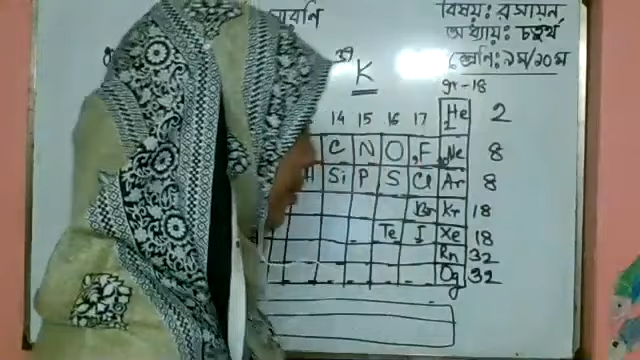 বিষয়ঃ রসায়ন
অধ্যায়ঃ চতুর্থ
শ্রেণিঃ ৯ম/১০ম
39 K
gr-18
14 15 16 17 He 2
C N O F Ne 8
Si P S Cl Ar 8
Br Kr 18
Te I Xe 18
Rn 32
Og 32